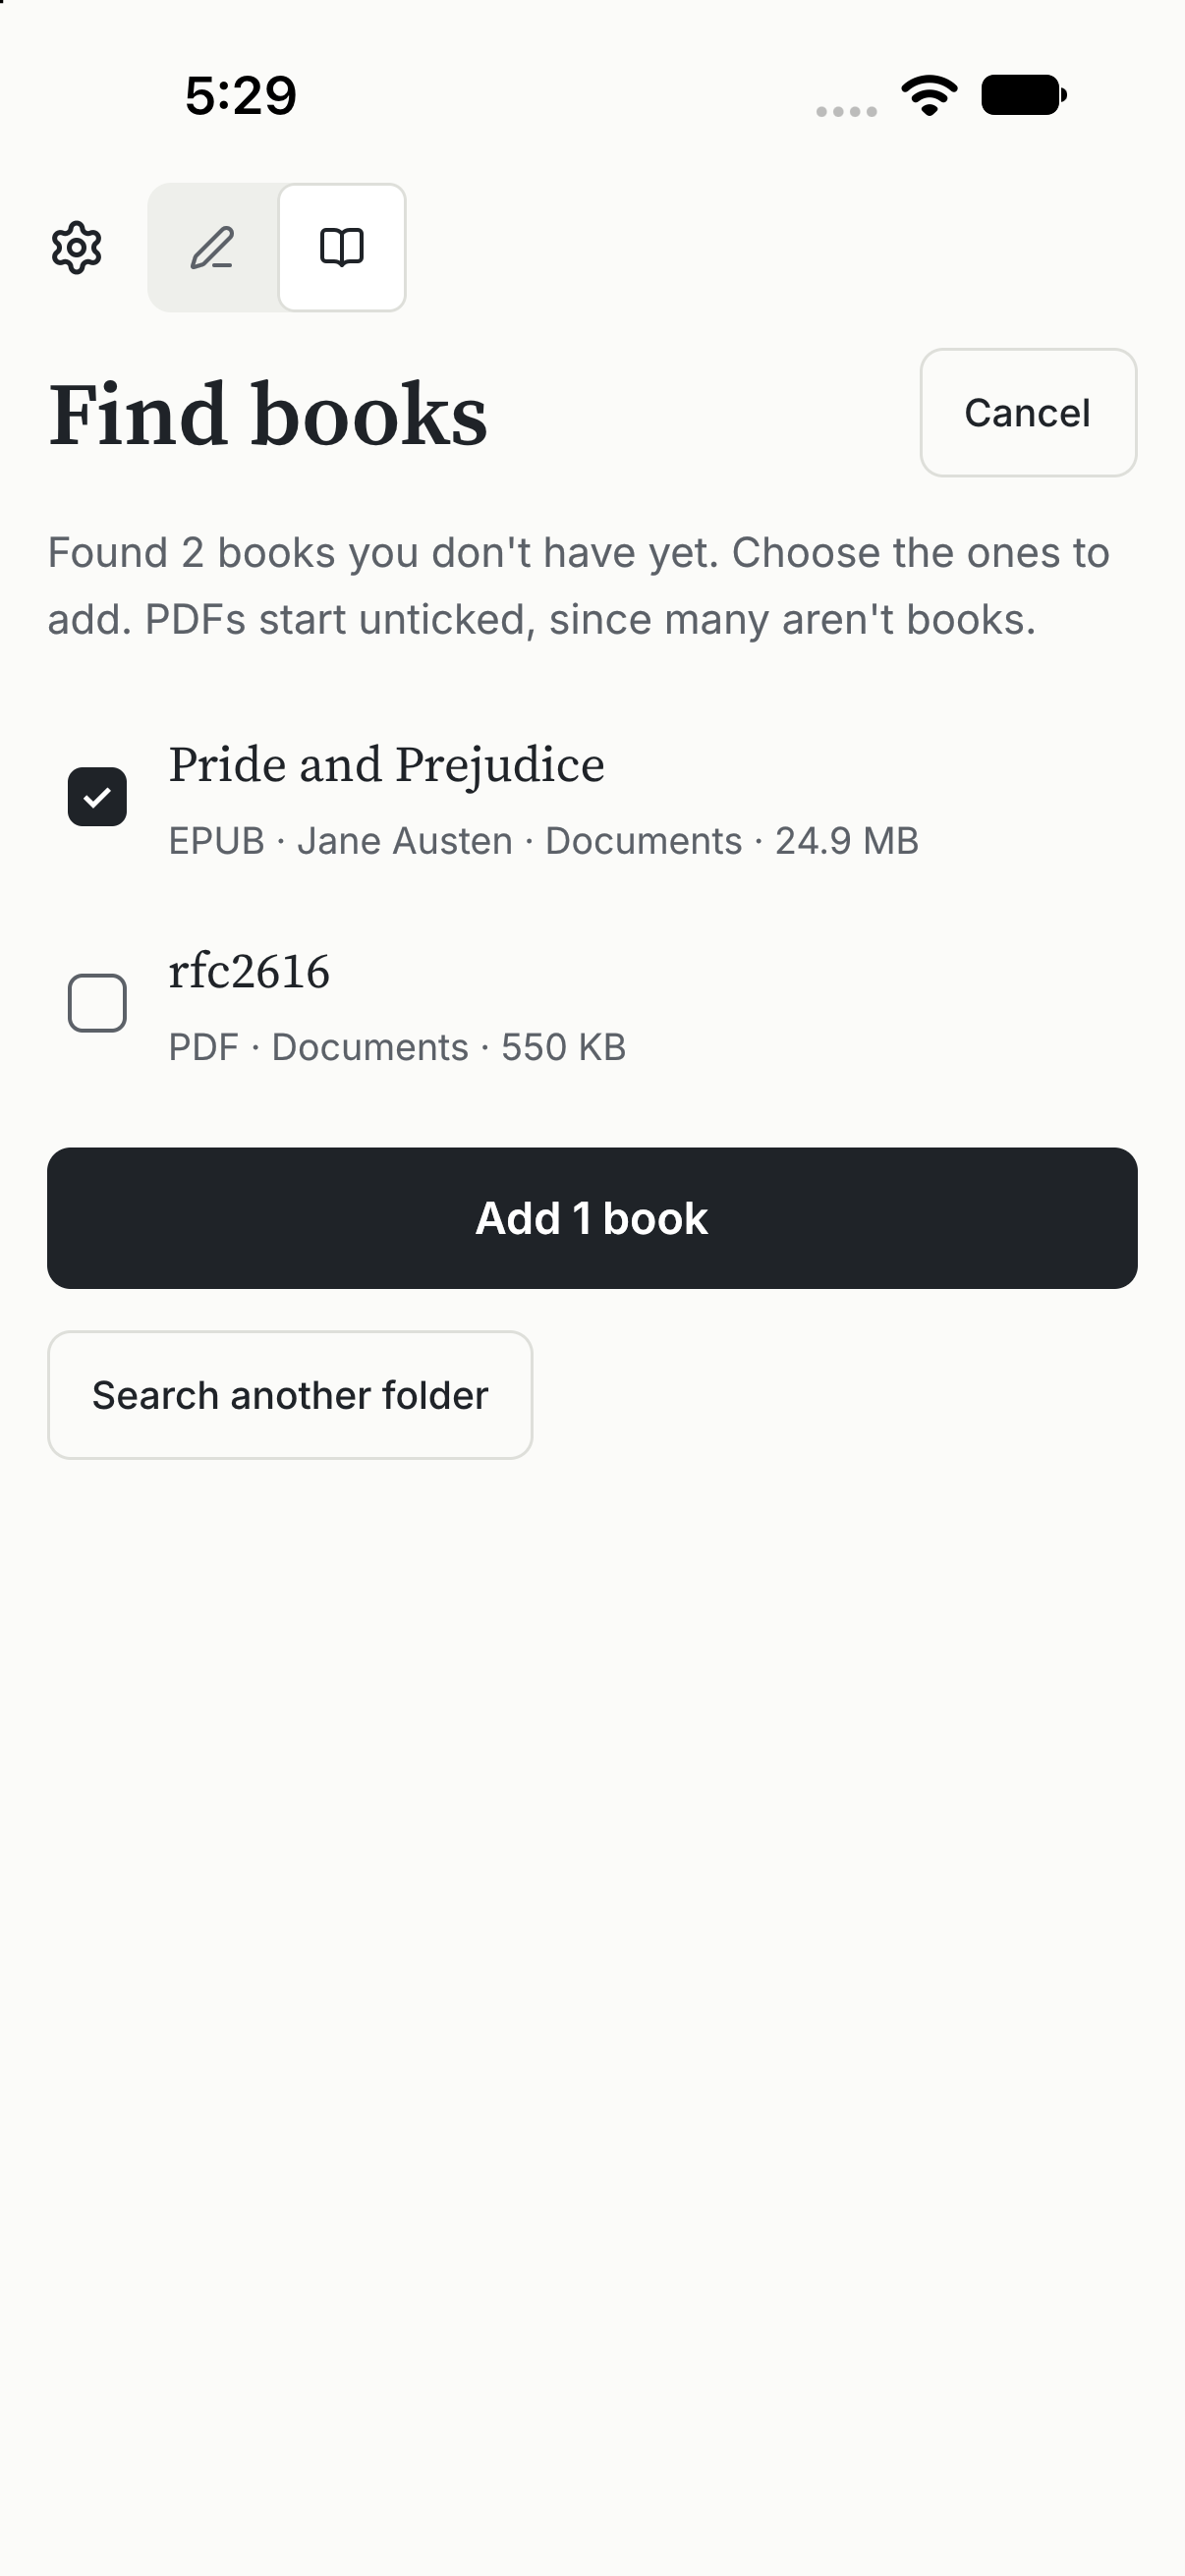 5:29
Find books
Cancel
Found 2 books you don't have yet. Choose the ones to
add. PDFs start unticked, since many aren't books.
Pride and Prejudice
EPUB · Jane Austen · Documents · 24.9 MB
rfc2616
PDF · Documents · 550 KB
Add 1 book
Search another folder